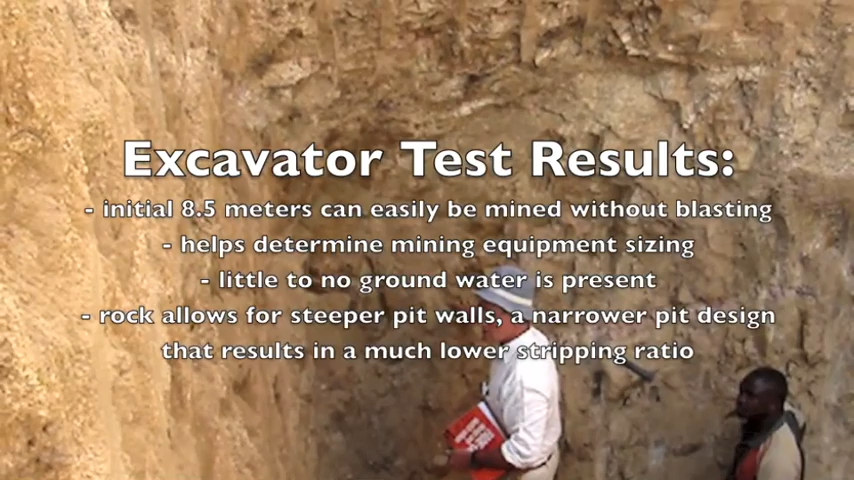 Excavator Test Results:
- initial 8.5 meters can easily be mined without blasting
- helps determine mining equipment sizing
- little to no ground water is present
- rock allows for steeper pit walls, a narrower pit design
that results in a much lower stripping ratio